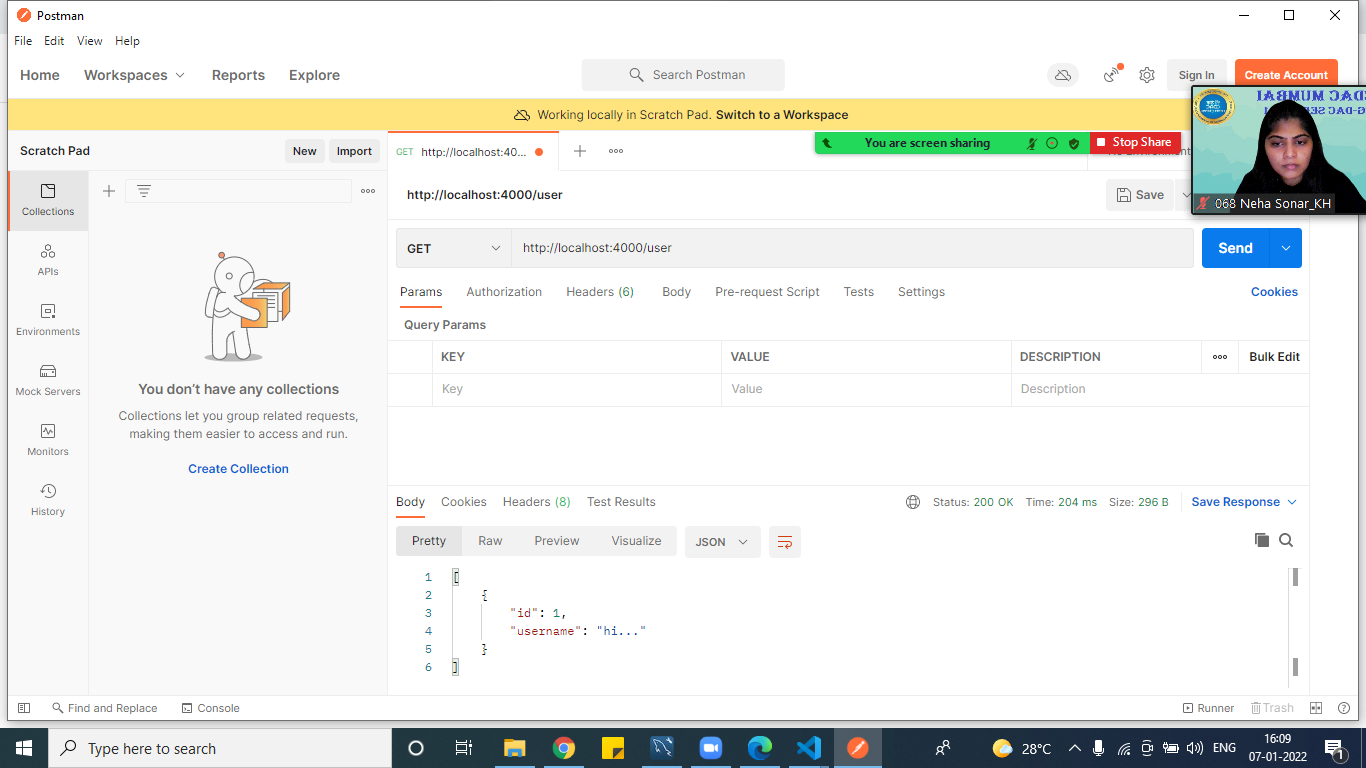 Postman
File Edit View Help
Home Workspaces Reports Explore Search Postman Sign In Create Account
Working locally in Scratch Pad. Switch to a Workspace
CDAC MUMBAI
Scratch Pad New Import
GET http://localhost:40... You are screen sharing Stop Share
http://localhost:4000/user Save
068 Neha Sonar_KH
Collections
GET http://localhost:4000/user Send
APIs
Params Authorization Headers (6) Body Pre-request Script Tests Settings Cookies
Environments
Query Params
KEY VALUE DESCRIPTION Bulk Edit
Key Value Description
Mock Servers
You don't have any collections
Collections let you group related requests,
making them easier to access and run.
Monitors
Create Collection
History
Body Cookies Headers (8) Test Results Status: 200 OK Time: 204 ms Size: 296 B Save Response
Pretty Raw Preview Visualize JSON
1 [
2 {
3 "id": 1,
4 "username": "hi..."
5 }
6 ]
Find and Replace Console Runner Trash
Type here to search 28°C ENG 16:09
07-01-2022 1